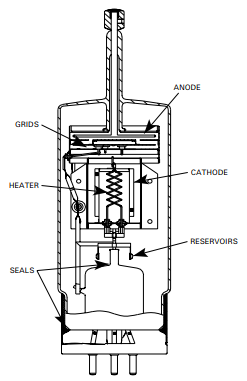 ANODE
GRIDS
CATHODE
HEATER
RESERVOIRS
SEALS